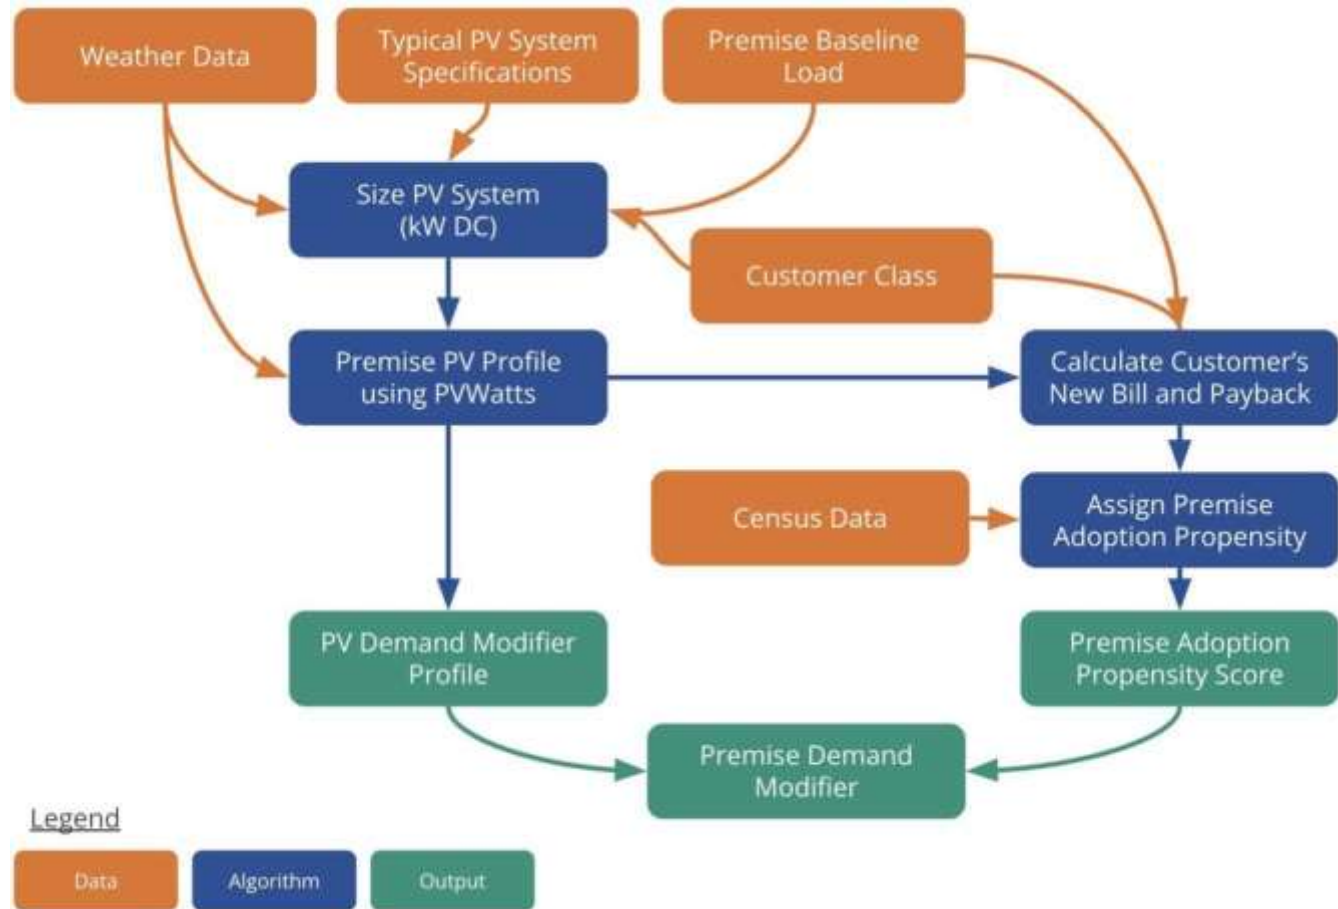 Weather Data
Typical PV System
Specifications
Premise Baseline
Load
Size PV System
(kW DC)
Customer Class
Premise PV Profile
using PVWatts
Calculate Customer’s
New Bill and Payback
Census Data
Assign Premise
Adoption Propensity
PV Demand Modifier
Profile
Premise Adoption
Propensity Score
Premise Demand
Modifier
Legend
Data
Algorithm
Output